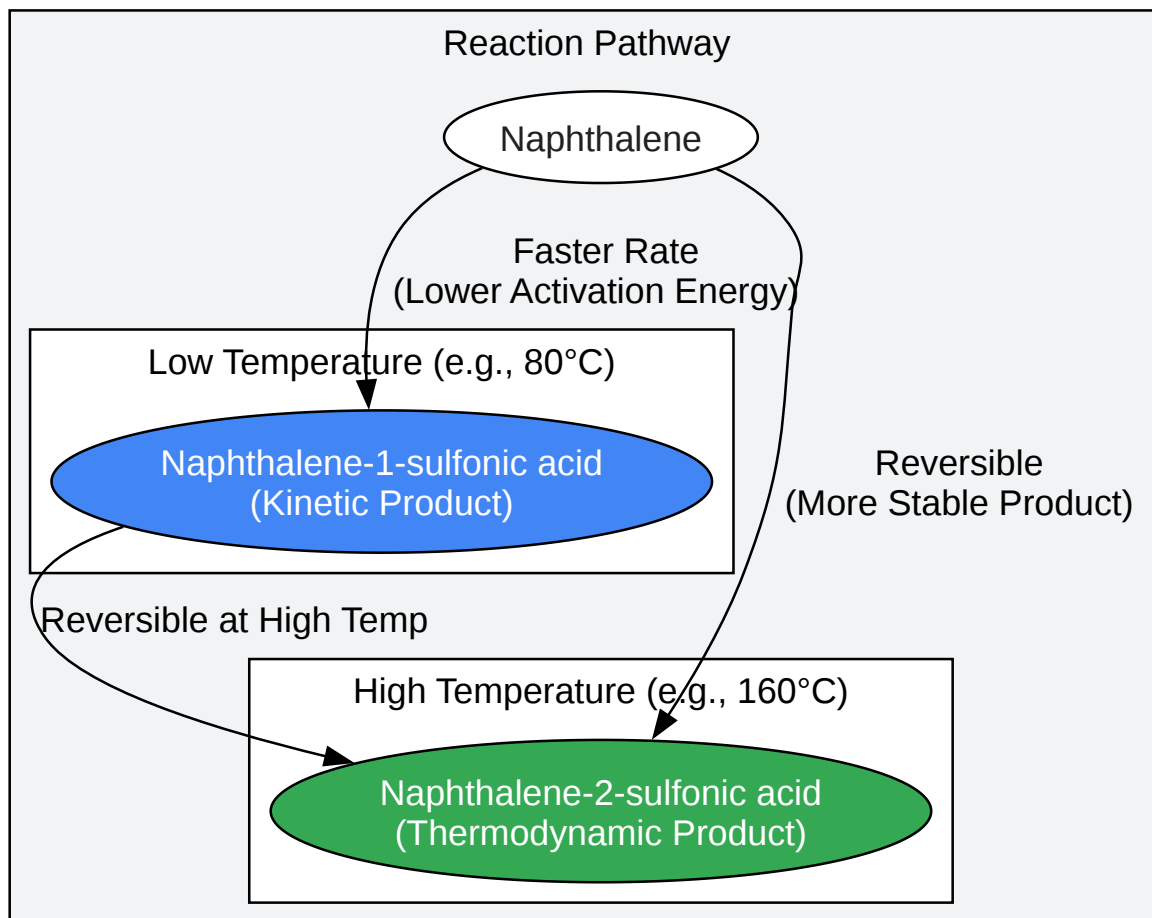 Reaction Pathway
Naphthalene
Faster Rate
(Lower Activation Energy)
Low Temperature (e.g., 80°C)
Naphthalene-1-sulfonic acid
(Kinetic Product)
Reversible
(More Stable Product)
Reversible at High Temp
High Temperature (e.g., 160°C)
Naphthalene-2-sulfonic acid
(Thermodynamic Product)